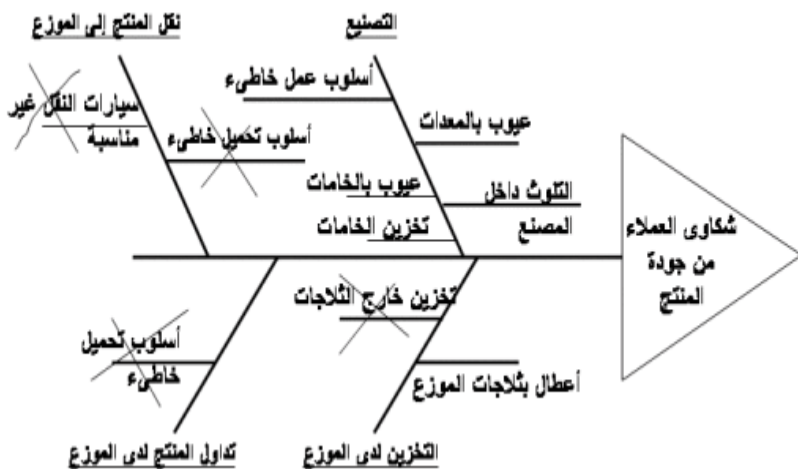 نقل المنتج إلى الموزع
التصنيع
أسلوب عمل خاطىء
سيارات النقل غير
مناسبة
أسلوب تحميل خاطىء
عيوب بالمعدات
عيوب بالخامات
التلوث داخل
المصنع
تخزين الخامات
شكاوى العملاء
من جودة
المنتج
تخزين خارج الثلاجات
أسلوب تحميل
خاطىء
أعطال بثلاجات الموزع
التخزين لدى الموزع
تداول المنتج لدى الموزع